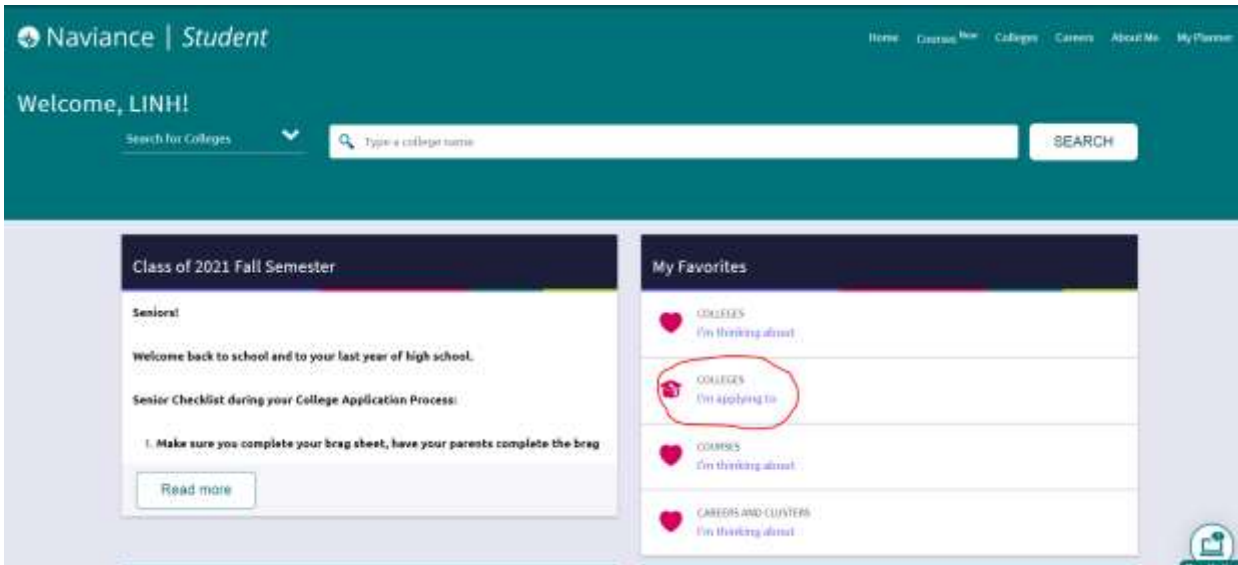 Naviance | Student
Home Courses New Colleges Careers About Me My Planner
Welcome, LINH!
Search for Colleges
Type a college name
SEARCH
Class of 2021 Fall Semester
Seniors!
Welcome back to school and to your last year of high school.
Senior Checklist during your College Application Process:
1. Make sure you complete your brag sheet, have your parents complete the brag
Read more
My Favorites
COLLEGES
I'm thinking about
COLLEGES
I'm applying to
COURSES
I'm thinking about
CAREERS AND CLUSTERS
I'm thinking about